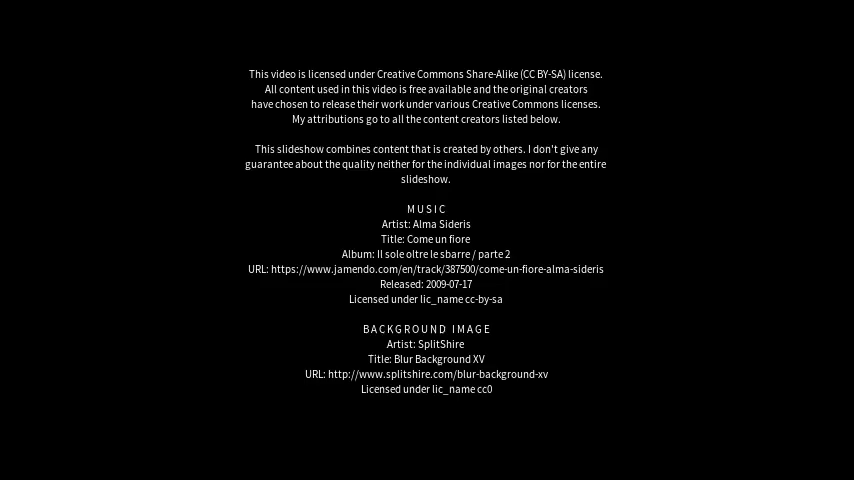 This video is licensed under Creative Commons Share-Alike (CC BY-SA) license.
All content used in this video is free available and the original creators
have chosen to release their work under various Creative Commons licenses.
My attributions go to all the content creators listed below.
This slideshow combines content that is created by others. I don't give any
guarantee about the quality neither for the individual images nor for the entire
slideshow.
MUSIC
Artist: Alma Sideris
Title: Come un fiore
Album: Il sole oltre le sbarre / parte 2
URL: https://www.jamendo.com/en/track/387500/come-un-fiore-alma-sideris
Released: 2009-07-17
Licensed under lic_name cc-by-sa
BACKGROUND IMAGE
Artist: SplitShire
Title: Blur Background XV
URL: http://www.splitshire.com/blur-background-xv
Licensed under lic_name cc0